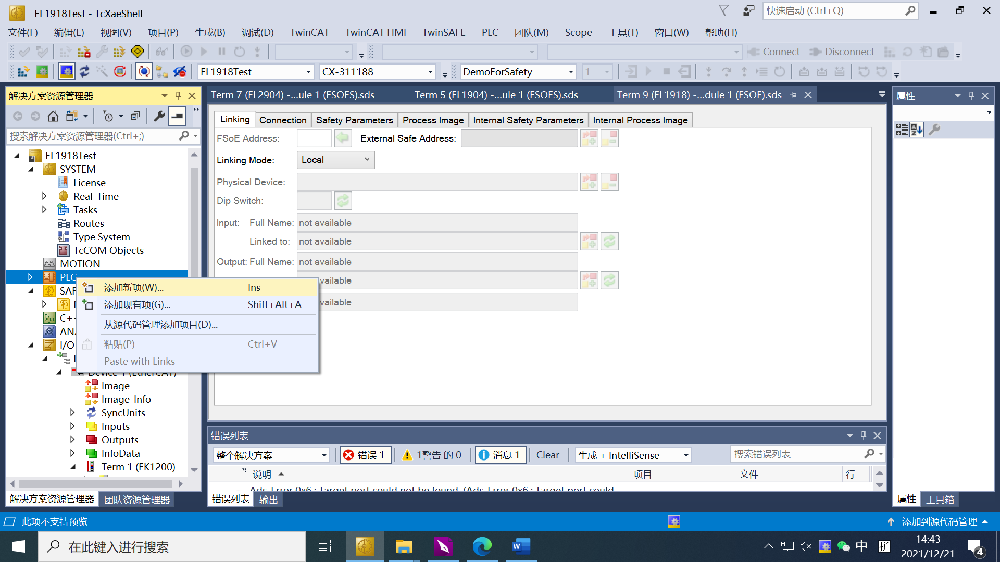 EL1918Test - TcXaeShell
快速启动 (Ctrl+Q)
文件(F) 编辑(E) 视图(V) 项目(P) 生成(B) 调试(D) TwinCAT TwinCAT HMI TwinSAFE PLC 团队(M) Scope 工具(T) 窗口(W) 帮助(H)
Connect Disconnect
EL1918Test CX-311188 DemoForSafety 1
解决方案资源管理器
搜索解决方案资源管理器(Ctrl+;)
EL1918Test
SYSTEM
License
Real-Time
Tasks
Routes
Type System
TcCOM Objects
MOTION
PLC
I/O
Device 1 (EtherCAT)
Image
Image-Info
SyncUnits
Inputs
Outputs
InfoData
Term 1 (EK1200)
解决方案资源管理器 团队资源管理器
添加新项(W)... Ins
添加现有项(G)... Shift+Alt+A
从源代码管理添加项目(D)...
粘贴(P) Ctrl+V
Paste with Links
Term 7 (EL2904) -...ule 1 (FSOES).sds Term 5 (EL1904) -...ule 1 (FSOES).sds Term 9 (EL1918) -...dule 1 (FSOE).sds
Linking Connection Safety Parameters Process Image Internal Safety Parameters Internal Process Image
FSoE Address: External Safe Address:
Linking Mode: Local
Physical Device:
Dip Switch:
Input: Full Name: not available
Linked to: not available
Output: Full Name: not available
available
available
错误列表
整个解决方案 错误 1 1警告 的 0 消息 1 Clear 生成 + IntelliSense 搜索错误列表
说明 项目 文件 行
Ads-Error 0x6 : Target port could not be found. (Ads-Error 0x6 : Target port could
错误列表 输出
属性
属性 工具箱
此项不支持预览 添加到源代码管理
在此键入进行搜索
中 拼
14:43
2021/12/21
4